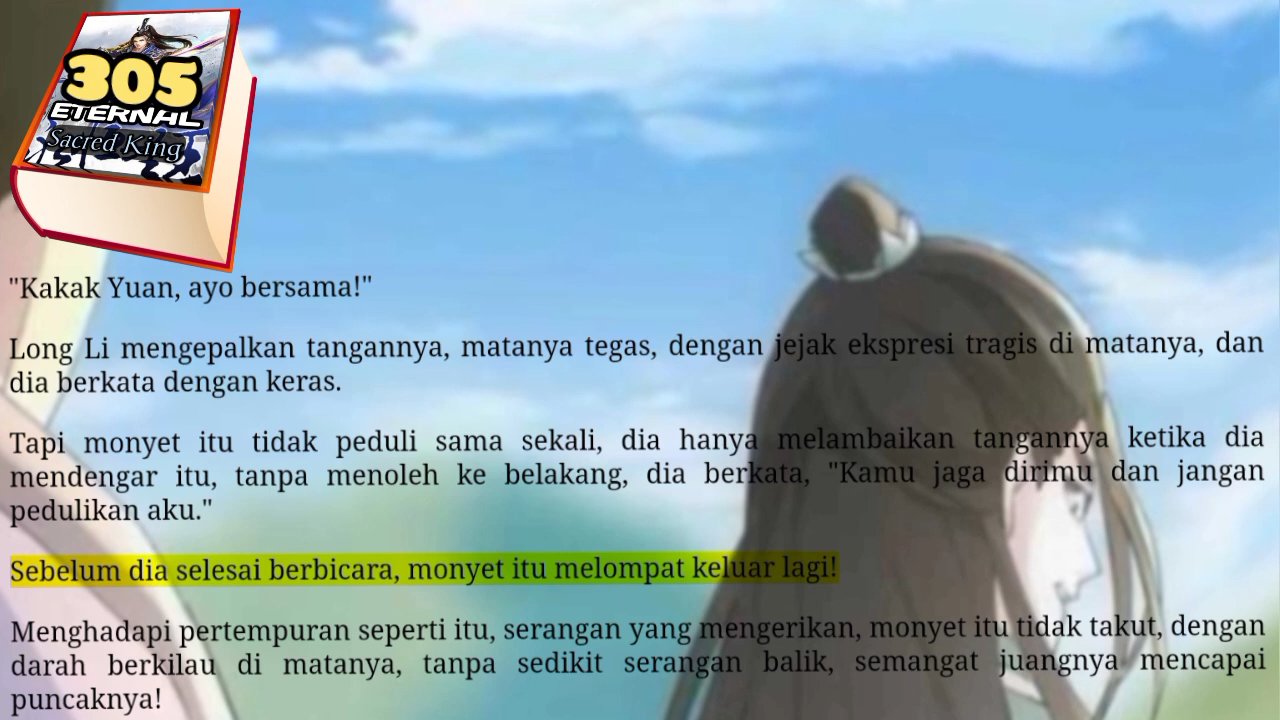 305
ETERNAL
Sacred King
"Kakak Yuan, ayo bersama!"
Long Li mengepalkan tangannya, matanya tegas, dengan jejak ekspresi tragis di matanya, dan
dia berkata dengan keras.
Tapi monyet itu tidak peduli sama sekali, dia hanya melambaikan tangannya ketika dia
mendengar itu, tanpa menoleh ke belakang, dia berkata, "Kamu jaga dirimu dan jangan
pedulikan aku."
Sebelum dia selesai berbicara, monyet itu melompat keluar lagi!
Menghadapi pertempuran seperti itu, serangan yang mengerikan, monyet itu tidak takut, dengan
darah berkilau di matanya, tanpa sedikit serangan balik, semangat juangnya mencapai
puncaknya!